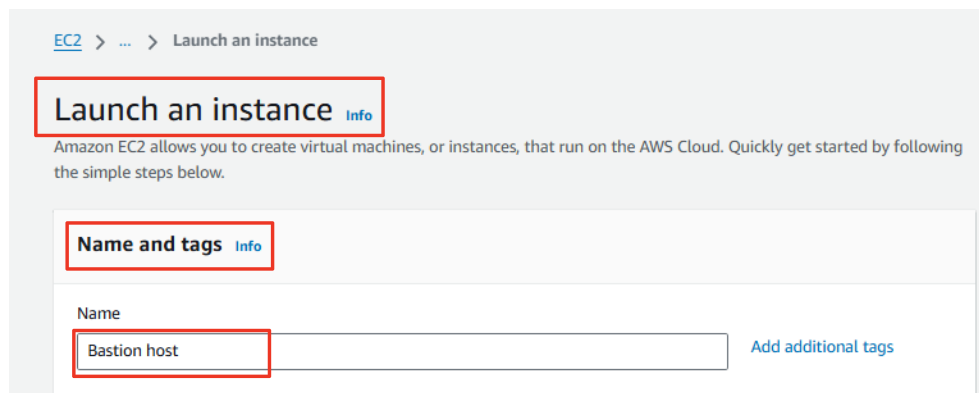 EC2 > ... > Launch an instance
Launch an instance Info
Amazon EC2 allows you to create virtual machines, or instances, that run on the AWS Cloud. Quickly get started by following
the simple steps below.
Name and tags Info
Name
Bastion host
Add additional tags